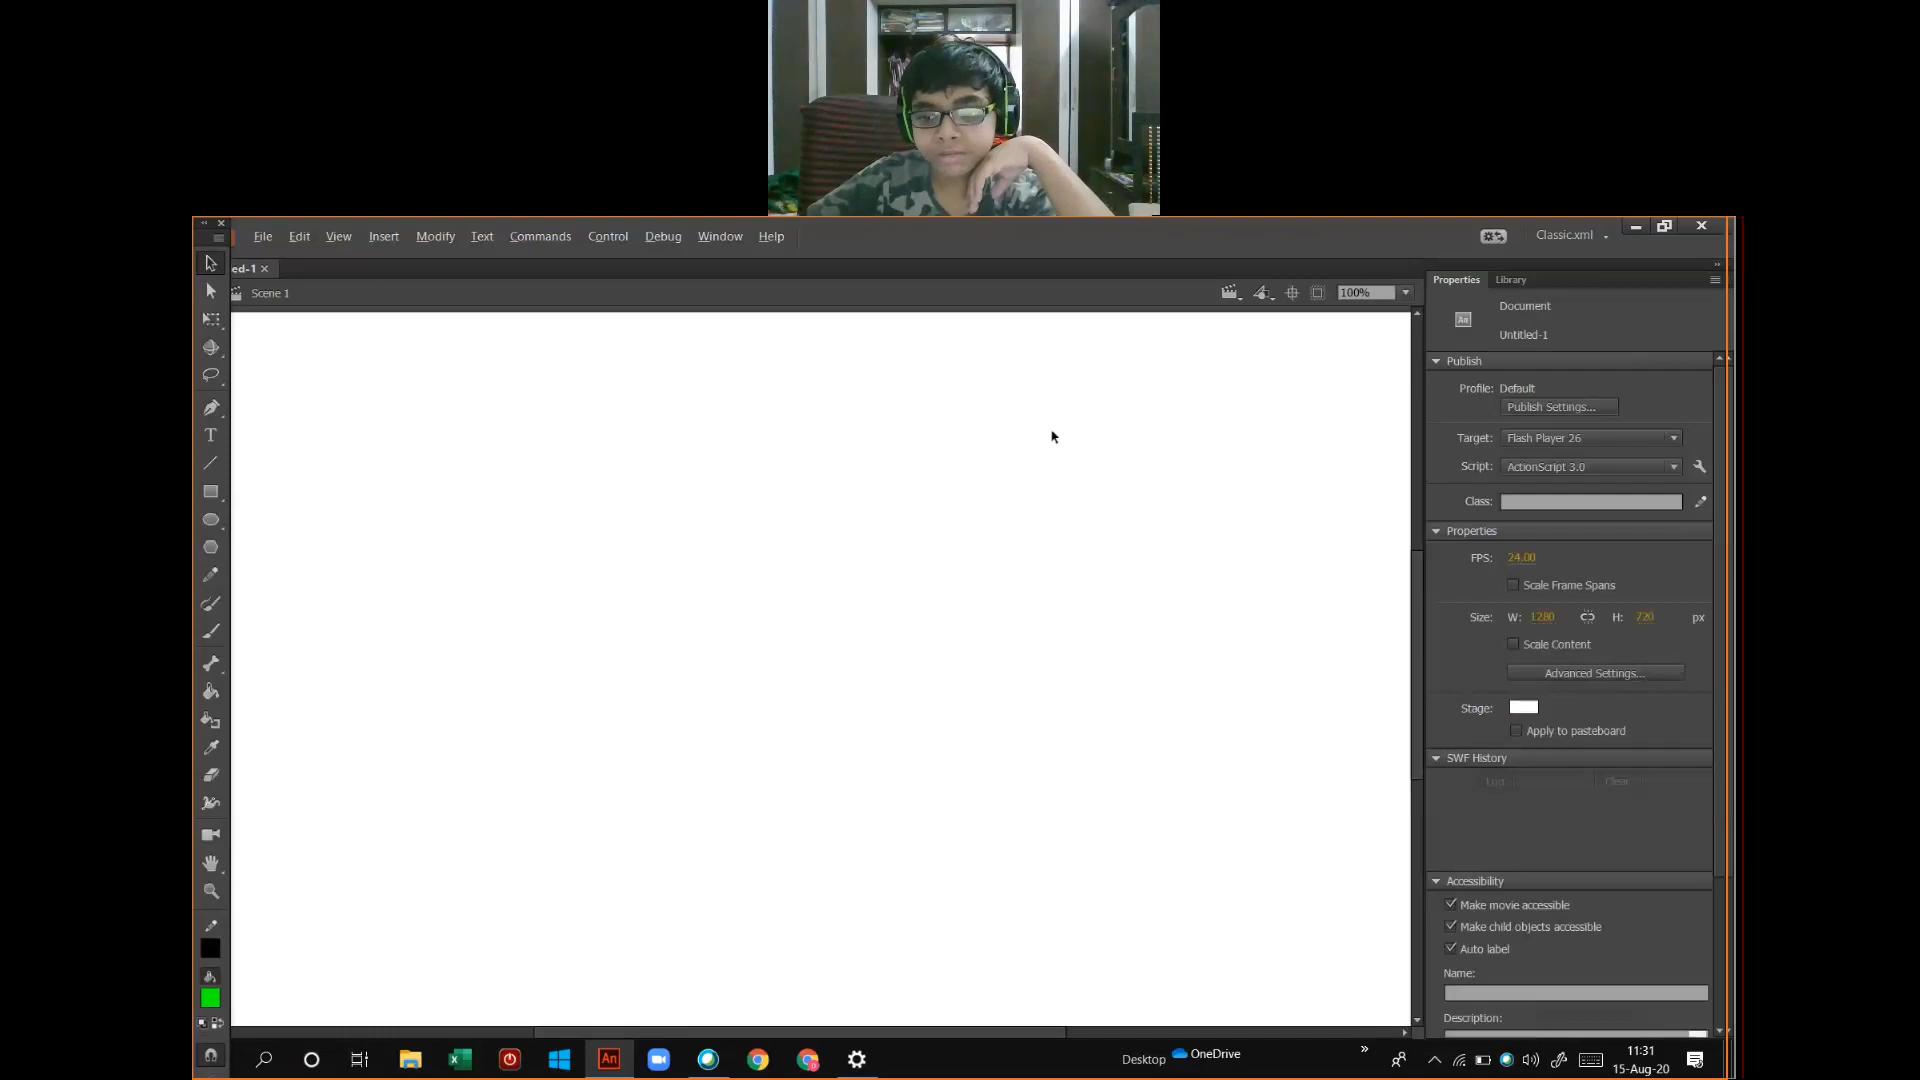 File Edit View Insert Modify Text Commands Control Debug Window Help
Classic.xml
ed-1
Scene 1
100%
Properties Library
Document
An
Untitled-1
Publish
Profile: Default
Publish Settings...
Target: Flash Player 26
Script: ActionScript 3.0
Class:
Properties
FPS: 24.00
Scale Frame Spans
Size: W: 1280 H: 720 px
Scale Content
Advanced Settings...
Stage:
Apply to pasteboard
SWF History
Log Clear
Accessibility
Make movie accessible
Make child objects accessible
Auto label
Name:
Description:
T
An
Desktop OneDrive
11:31
15-Aug-20